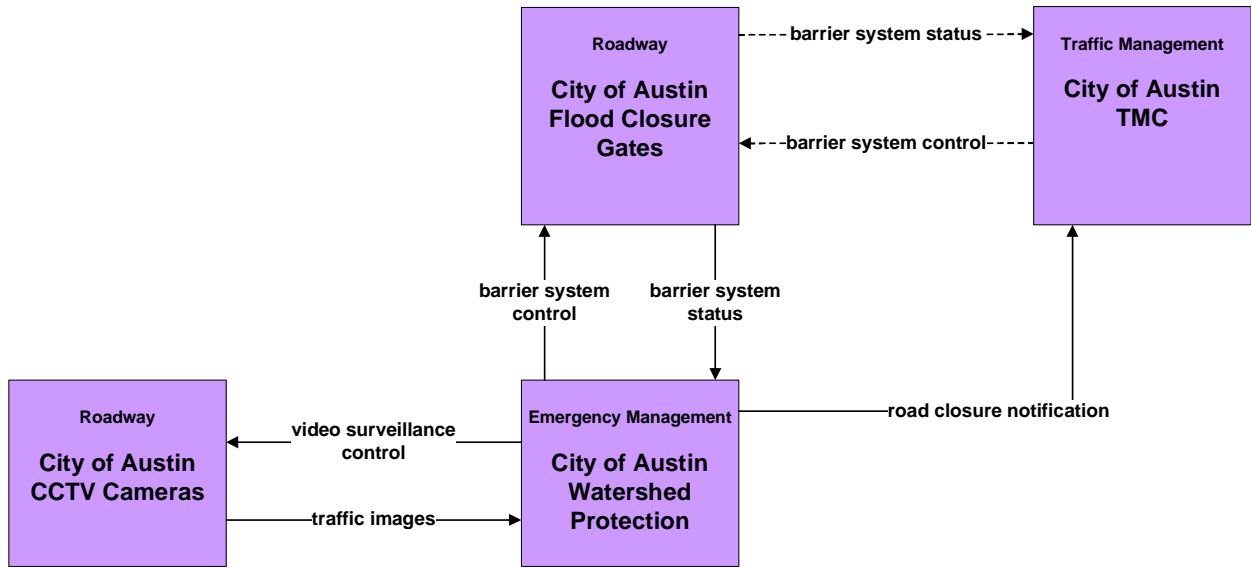 Roadway
City of Austin
Flood Closure
Gates
barrier system status
Traffic Management
City of Austin
TMC
barrier system control
barrier system
control
barrier system
status
Roadway
City of Austin
CCTV Cameras
video surveillance
control
traffic images
Emergency Management
City of Austin
Watershed
Protection
road closure notification